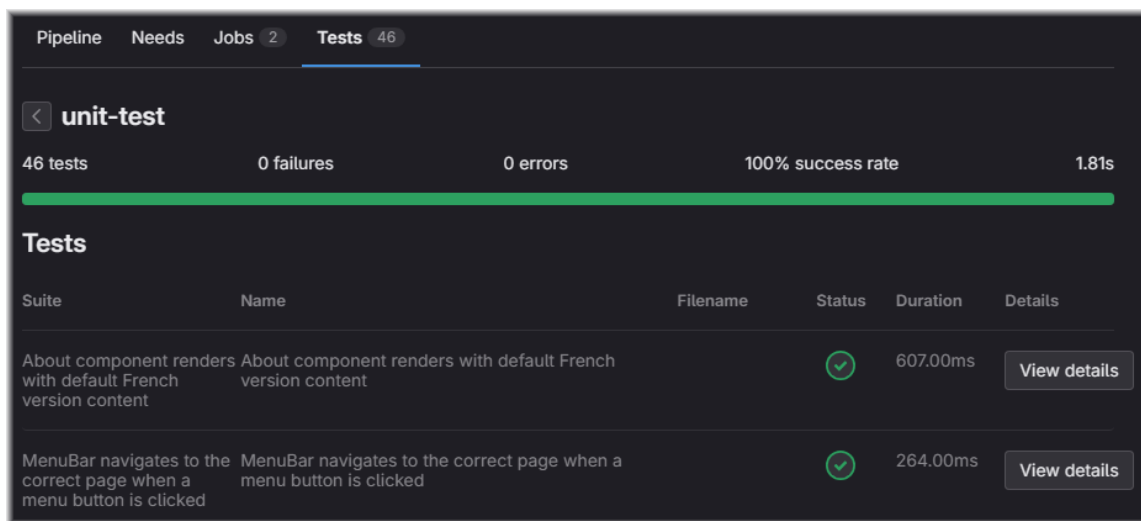 Pipeline Needs Jobs 2 Tests 46
unit-test
46 tests 0 failures 0 errors 100% success rate 1.81s
Tests
Suite Name Filename Status Duration Details
About component renders About component renders with default French 607.00ms View details
with default French version content
version content
MenuBar navigates to the MenuBar navigates to the correct page when a 264.00ms View details
correct page when a menu button is clicked
menu button is clicked